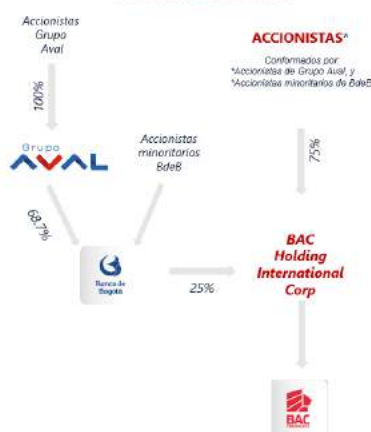 Accionistas
Grupo
Aval
100%
Grupo
AVAL
68.7%
Accionistas
minoritarios
BdeB
Banco de
Bogotá
25%
ACCIONISTAS*
Conformados por:
*Accionistas de Grupo Aval, y
*Accionistas minoritarios de BdeB
75%
BAC
Holding
International
Corp
BAC